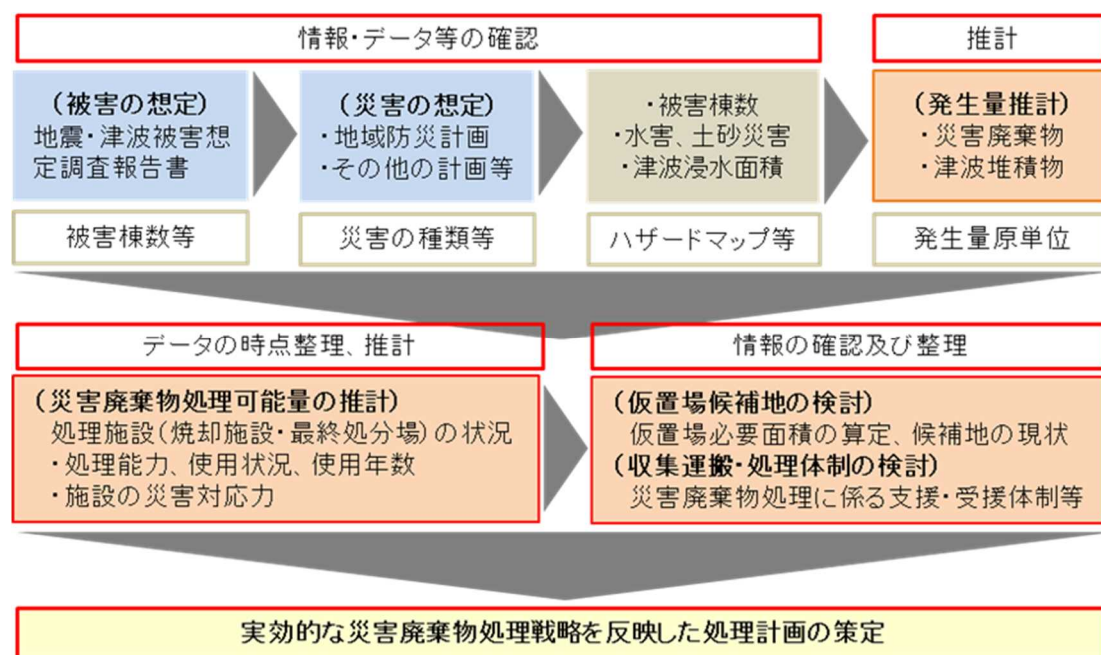 情報・データ等の確認
推計
(被害の想定)
地震・津波被害想
定調査報告書
(災害の想定)
・地域防災計画
・その他の計画等
・被害棟数
・水害、土砂災害
・津波浸水面積
(発生量推計)
・災害廃棄物
・津波堆積物
被害棟数等
災害の種類等
ハザードマップ等
発生量原単位
データの時点整理、推計
(災害廃棄物処理可能量の推計)
処理施設(焼却施設・最終処分場)の状況
・処理能力、使用状況、使用年数
・施設の災害対応力
情報の確認及び整理
(仮置場候補地の検討)
仮置場必要面積の算定、候補地の現状
(収集運搬・処理体制の検討)
災害廃棄物処理に係る支援・受援体制等
実効的な災害廃棄物処理戦略を反映した処理計画の策定